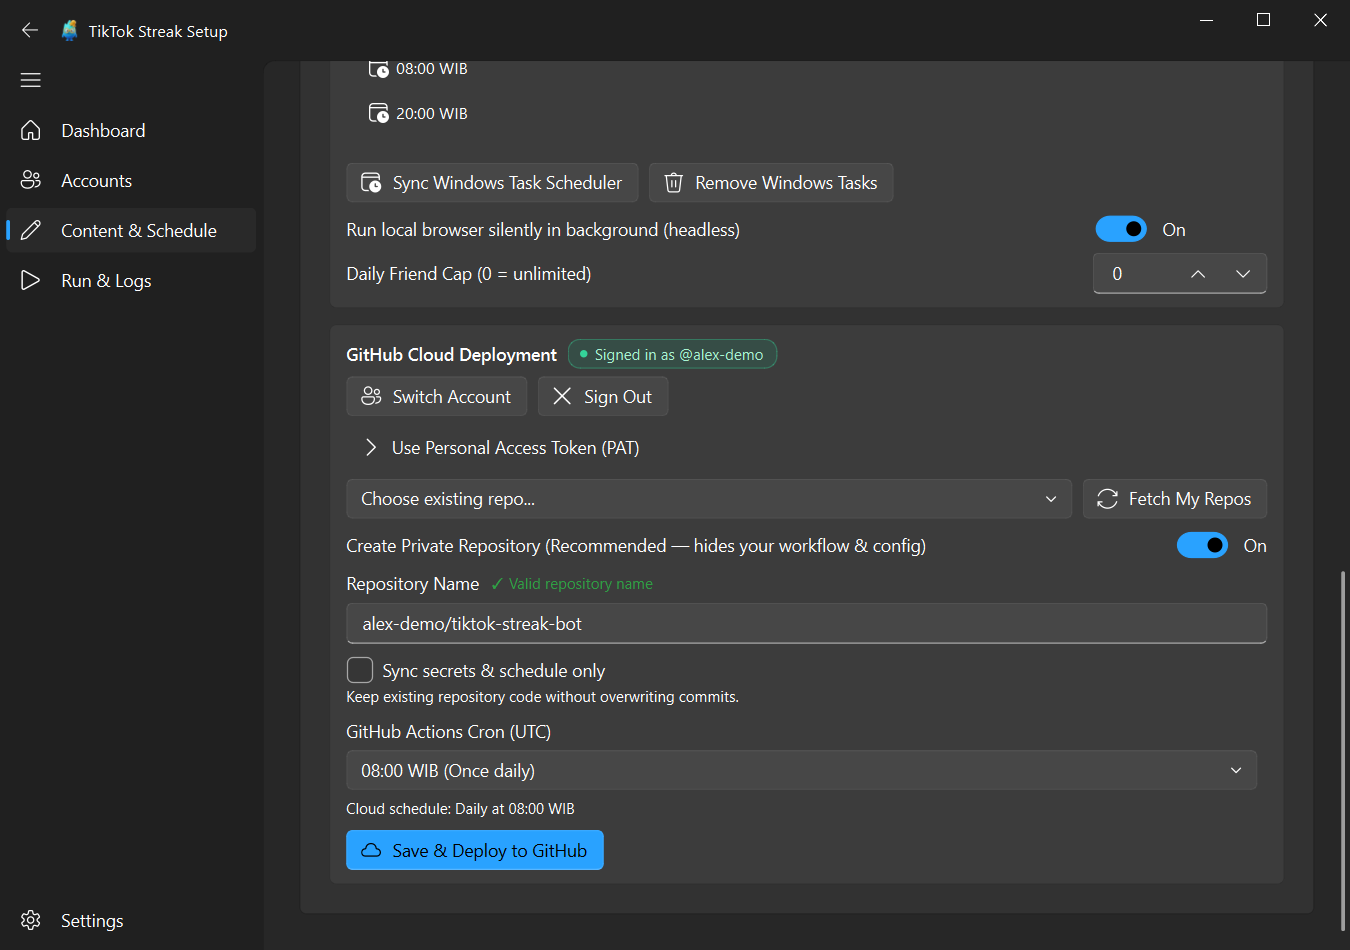 TikTok Streak Setup
Dashboard
Accounts
Content & Schedule
Run & Logs
Settings
08:00 WIB
20:00 WIB
Sync Windows Task Scheduler
Remove Windows Tasks
Run local browser silently in background (headless)
On
Daily Friend Cap (0 = unlimited)
0
GitHub Cloud Deployment
Signed in as @alex-demo
Switch Account
Sign Out
Use Personal Access Token (PAT)
Choose existing repo...
Fetch My Repos
Create Private Repository (Recommended — hides your workflow & config)
On
Repository Name
✓ Valid repository name
alex-demo/tiktok-streak-bot
Sync secrets & schedule only
Keep existing repository code without overwriting commits.
GitHub Actions Cron (UTC)
08:00 WIB (Once daily)
Cloud schedule: Daily at 08:00 WIB
Save & Deploy to GitHub